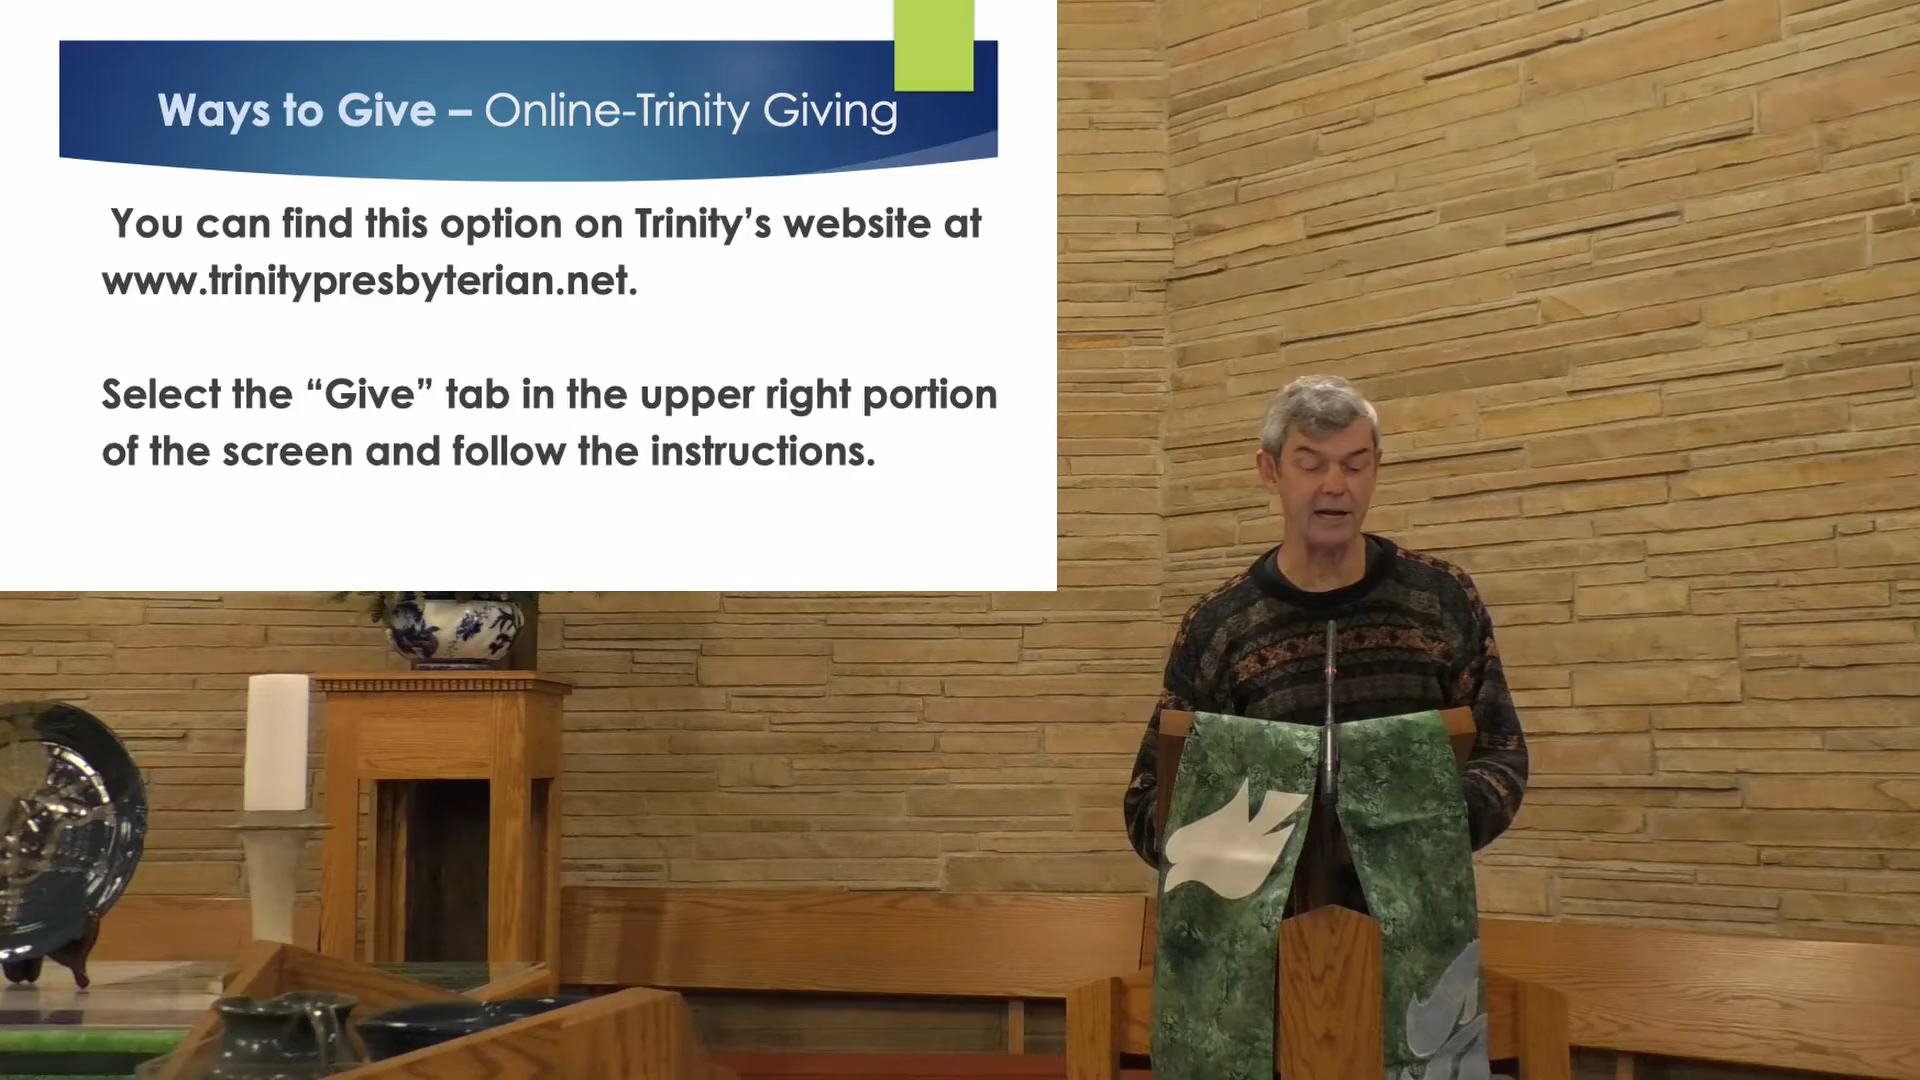 Ways to Give – Online-Trinity Giving
You can find this option on Trinity’s website at
www.trinitypresbyterian.net.
Select the “Give” tab in the upper right portion
of the screen and follow the instructions.